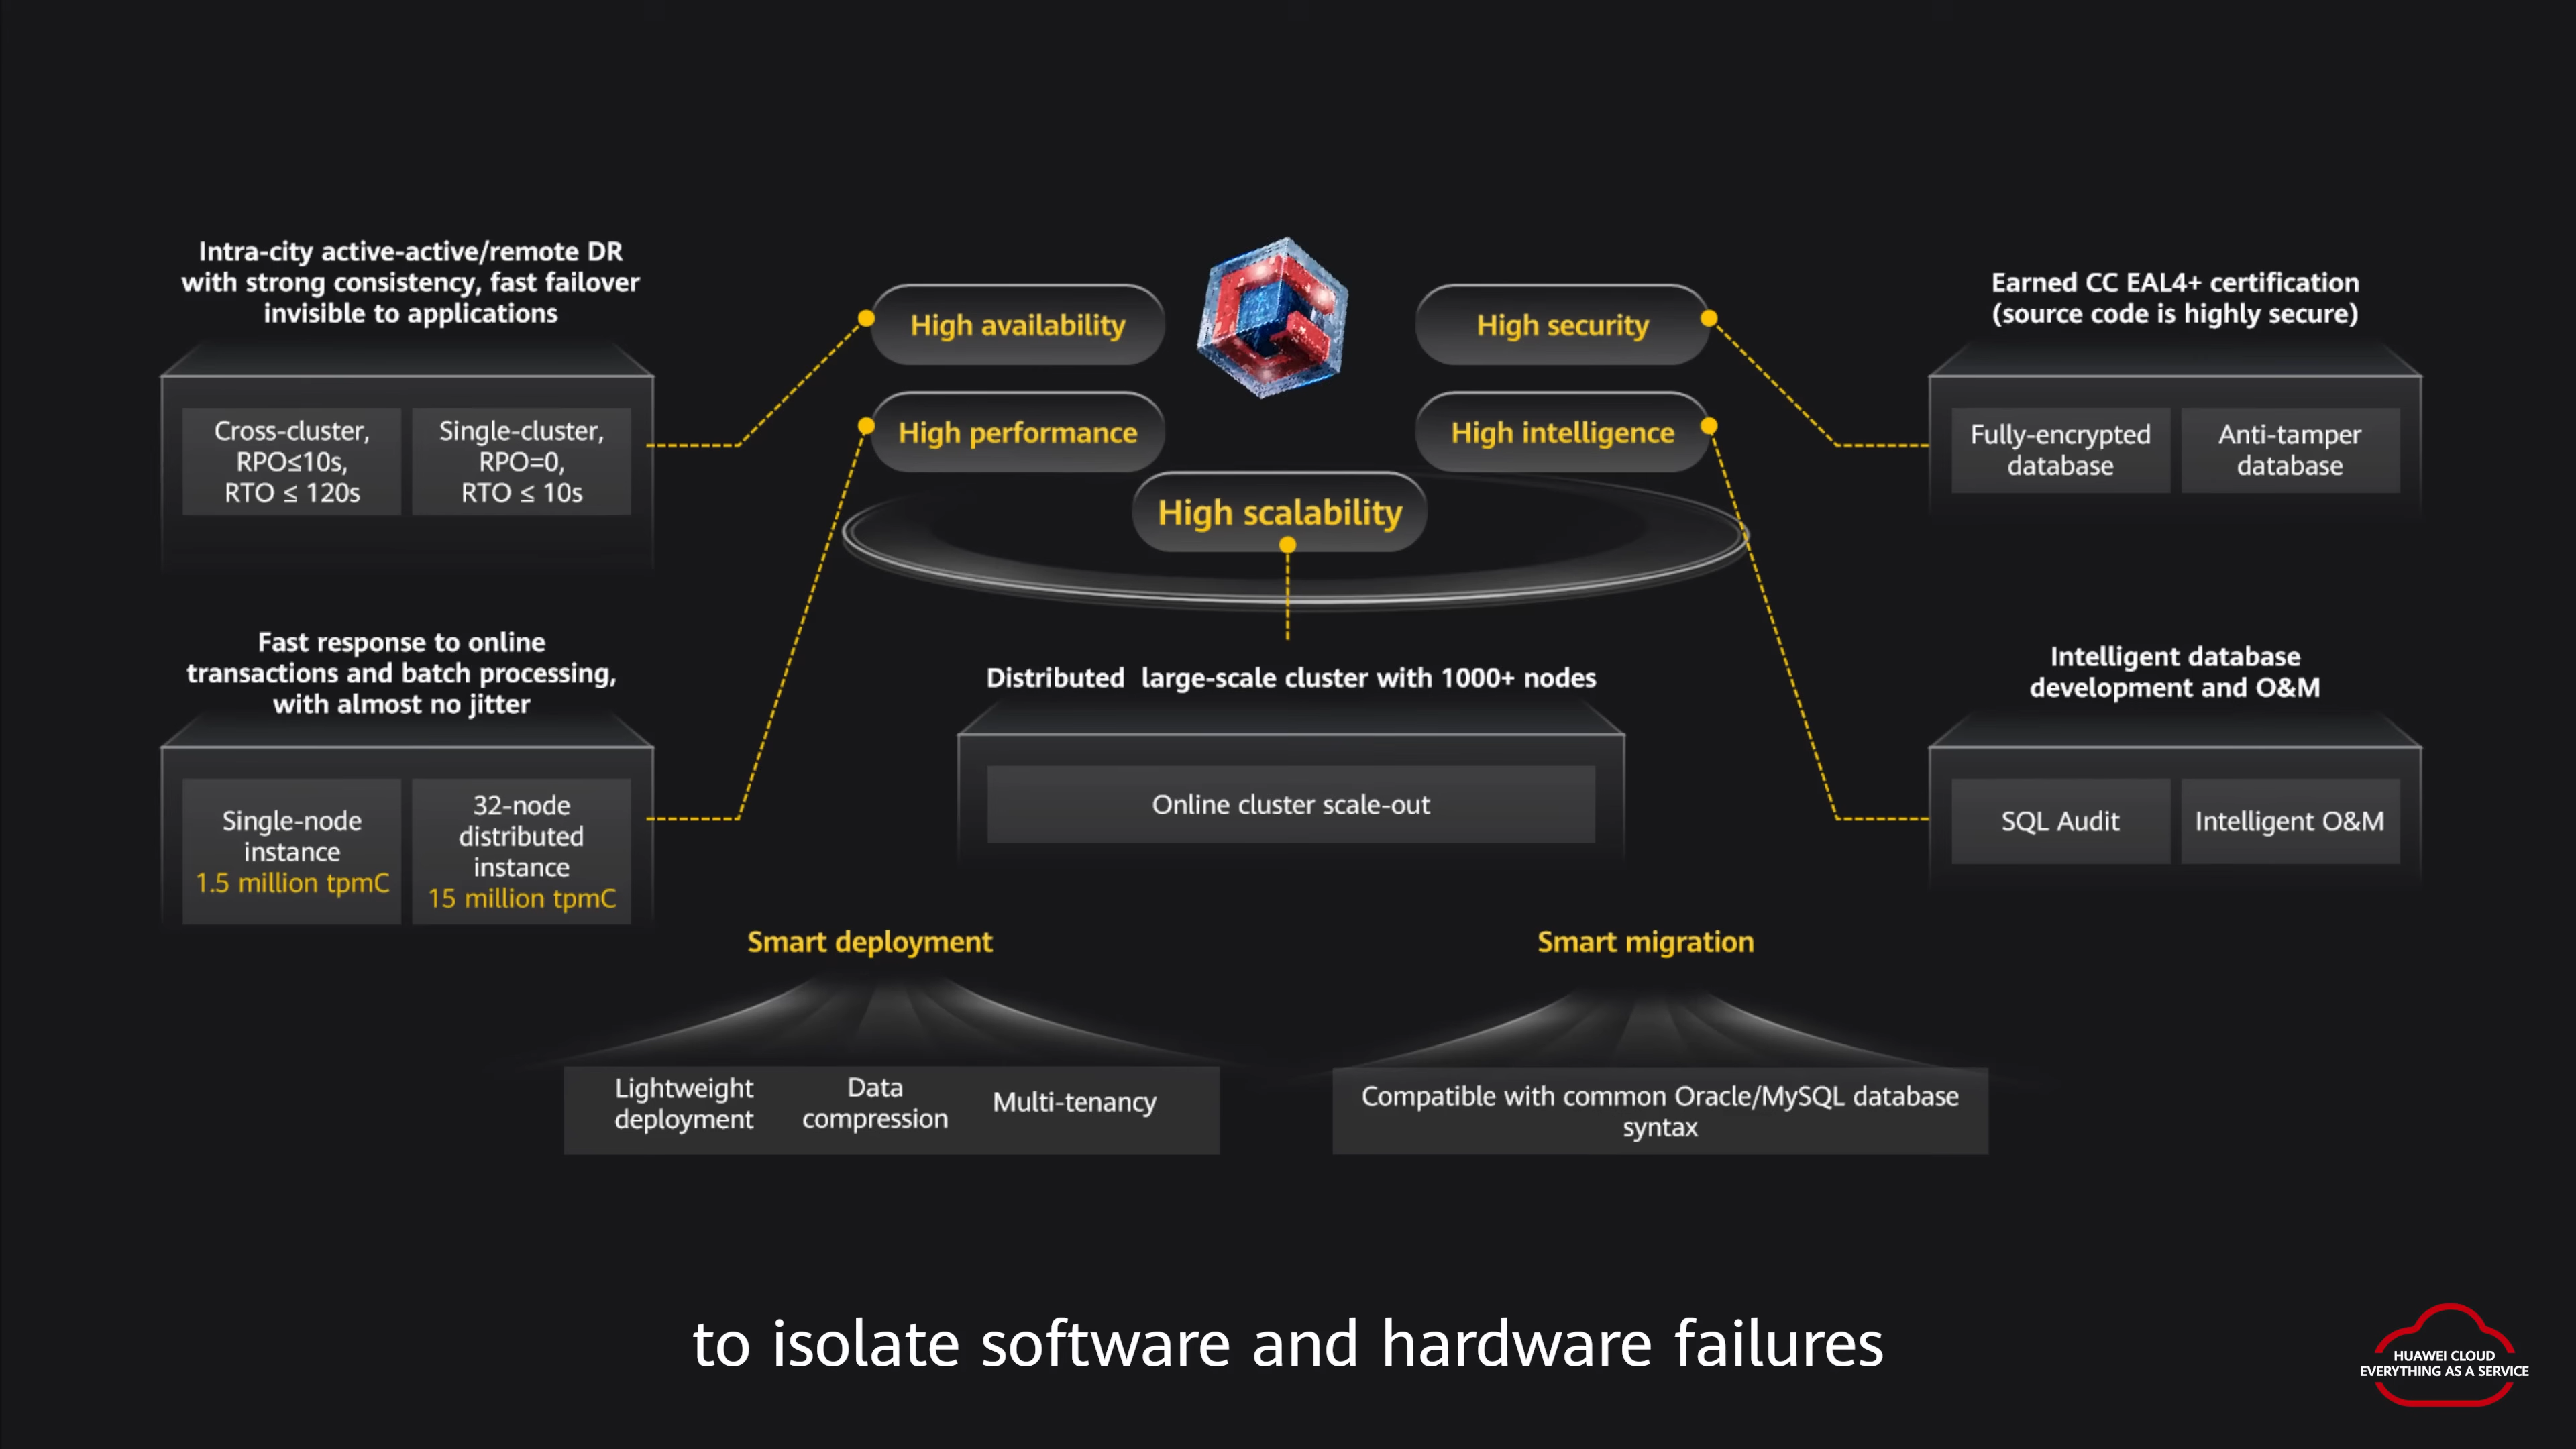 Intra-city active-active/remote DR
with strong consistency, fast failover
invisible to applications
Cross-cluster,
RPO≤10s,
RTO ≤ 120s
Single-cluster,
RPO=0,
RTO ≤ 10s
High availability
High security
High performance
High intelligence
High scalability
Earned CC EAL4+ certification
(source code is highly secure)
Fully-encrypted
database
Anti-tamper
database
Fast response to online
transactions and batch processing,
with almost no jitter
Single-node
instance
1.5 million tpmC
32-node
distributed
instance
15 million tpmC
Distributed  large-scale cluster with 1000+ nodes
Online cluster scale-out
Intelligent database
development and O&M
SQL Audit
Intelligent O&M
Smart deployment
Lightweight
deployment
Data
compression
Multi-tenancy
Smart migration
Compatible with common Oracle/MySQL database
syntax
to isolate software and hardware failures
HUAWEI CLOUD
EVERYTHING AS A SERVICE